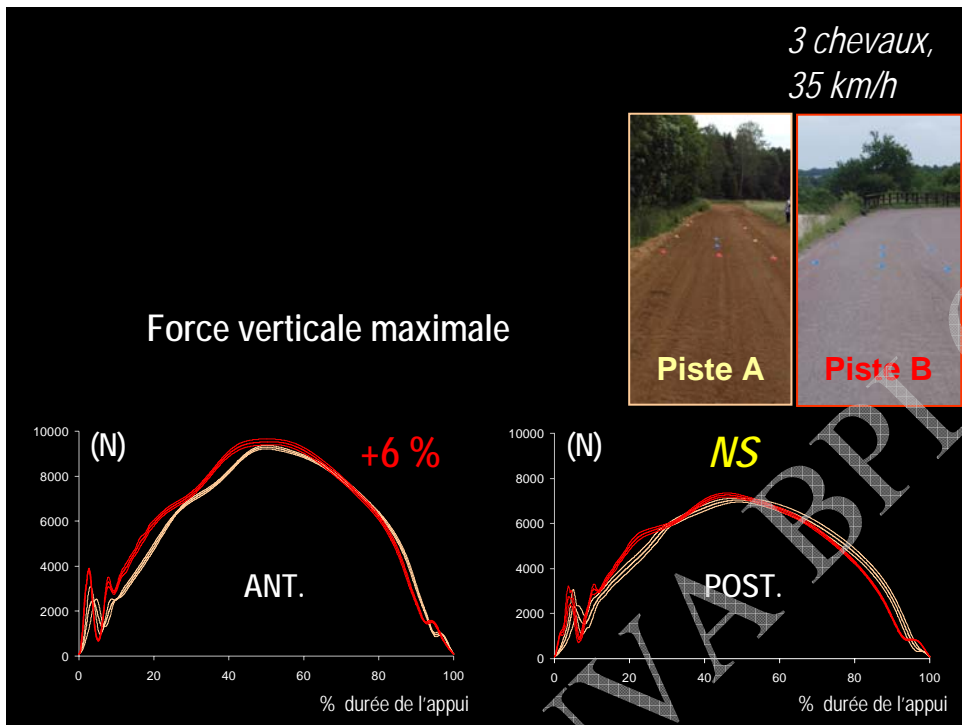 3 chevaux,
35 km/h
Force verticale maximale
Piste A
Piste B
(N)
+6 %
ANT.
10000
8000
6000
4000
2000
0
0 20 40 60 80 100
% durée de l'appui
(N)
NS
POST.
10000
8000
6000
4000
2000
0
0 20 40 60 80 100
% durée de l'appui